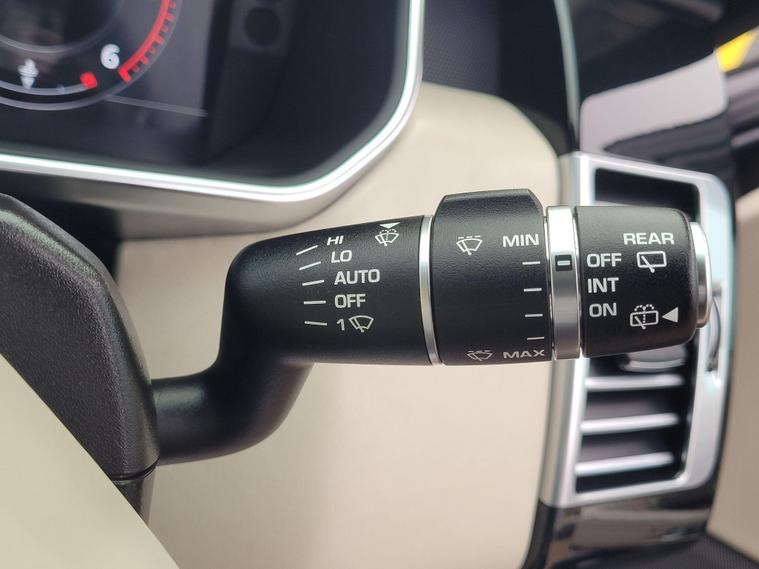 6
HI
LO
AUTO
OFF
1
MIN
MAX
REAR
OFF
INT
ON